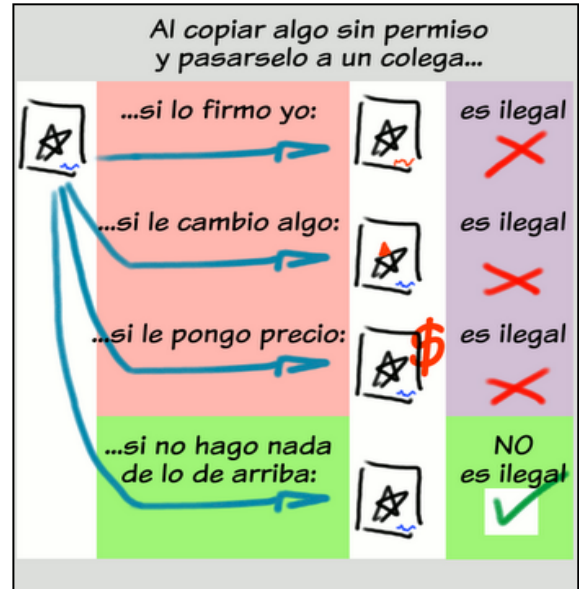 Al copiar algo sin permiso
y pasarselo a un colega...
...si lo firmo yo:
es ilegal
...si le cambio algo:
es ilegal
...si le pongo precio:
$
es ilegal
...si no hago nada
de lo de arriba:
NO
es ilegal